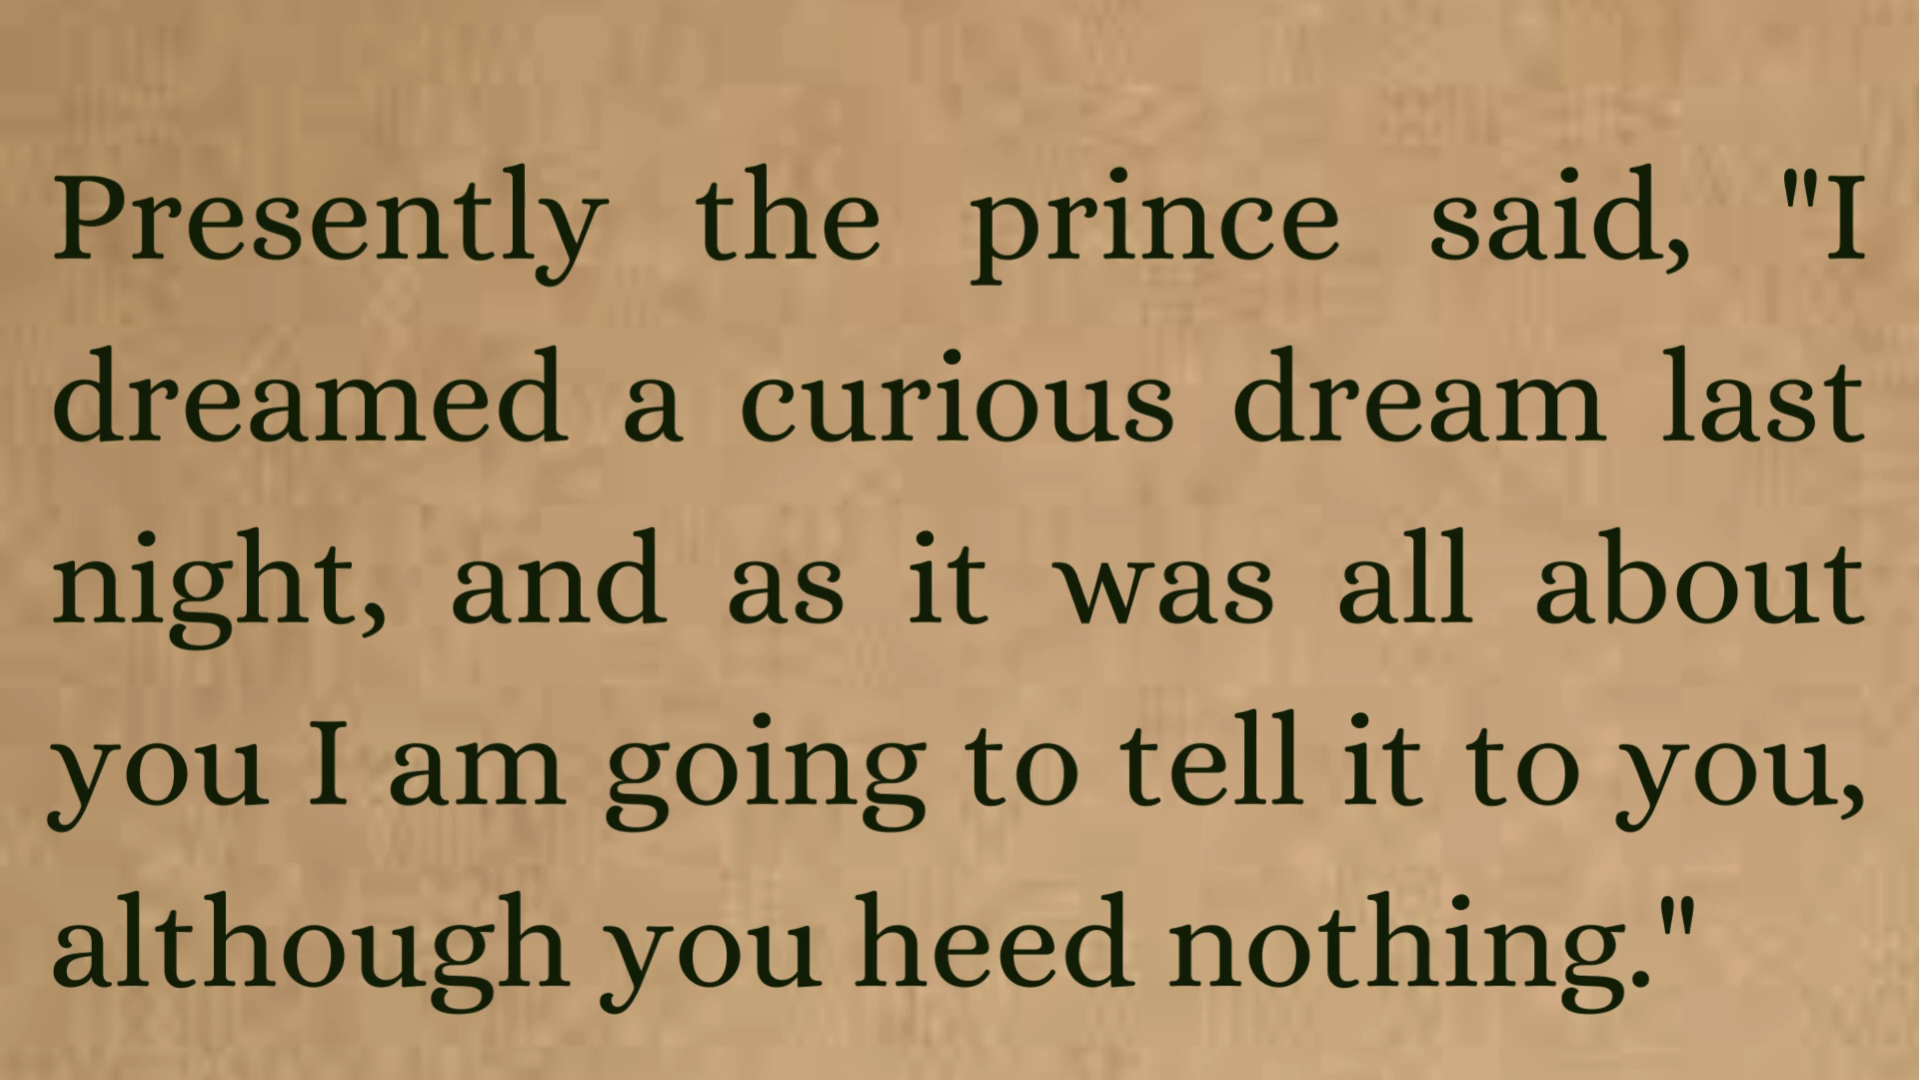 Presently the prince said, "I
dreamed a curious dream last
night, and as it was all about
you I am going to tell it to you,
although you heed nothing."